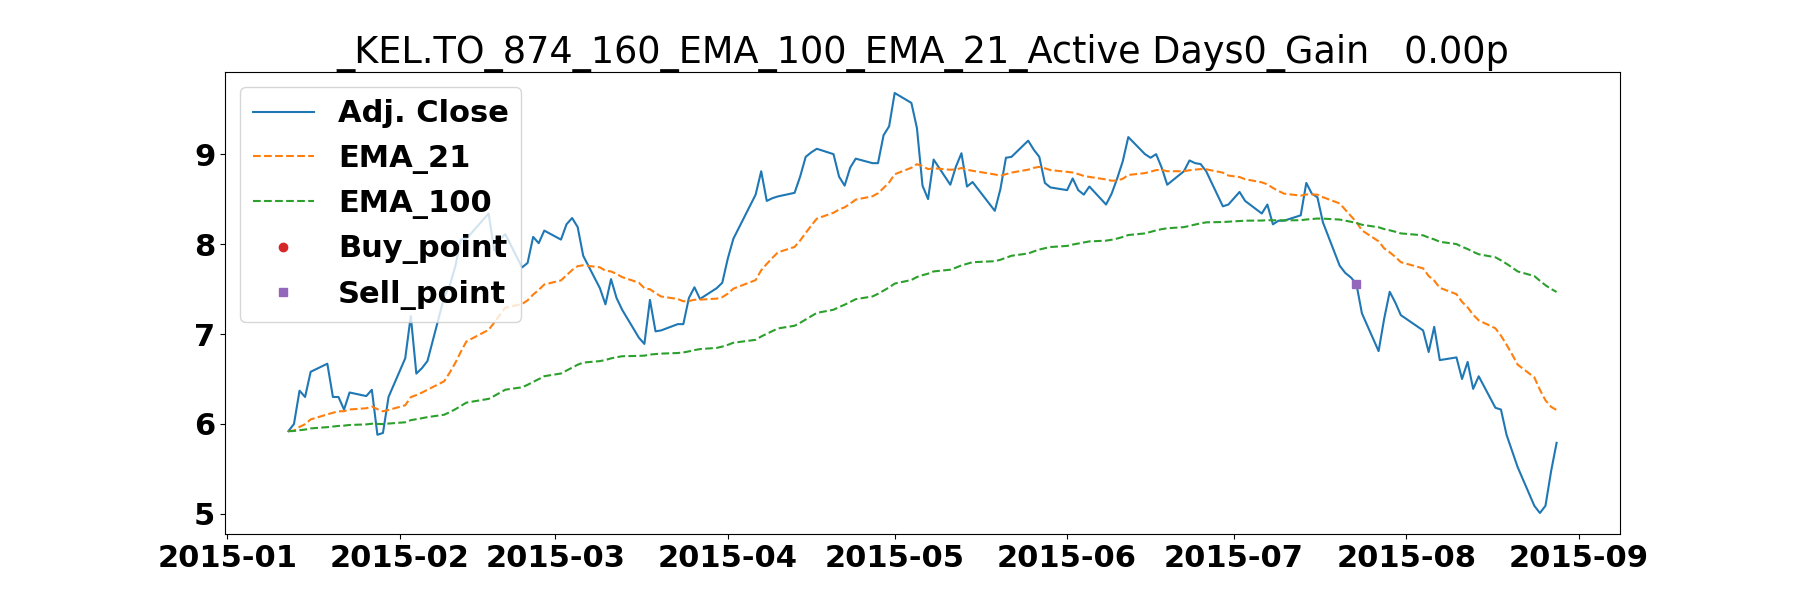 _KEL.TO_874_160_EMA_100_EMA_21_Active Days0_Gain   0.00p
Adj. Close
EMA_21
EMA_100
Buy_point
Sell_point
9
8
7
6
5
2015-01 2015-02 2015-03 2015-04 2015-05 2015-06 2015-07 2015-08 2015-09